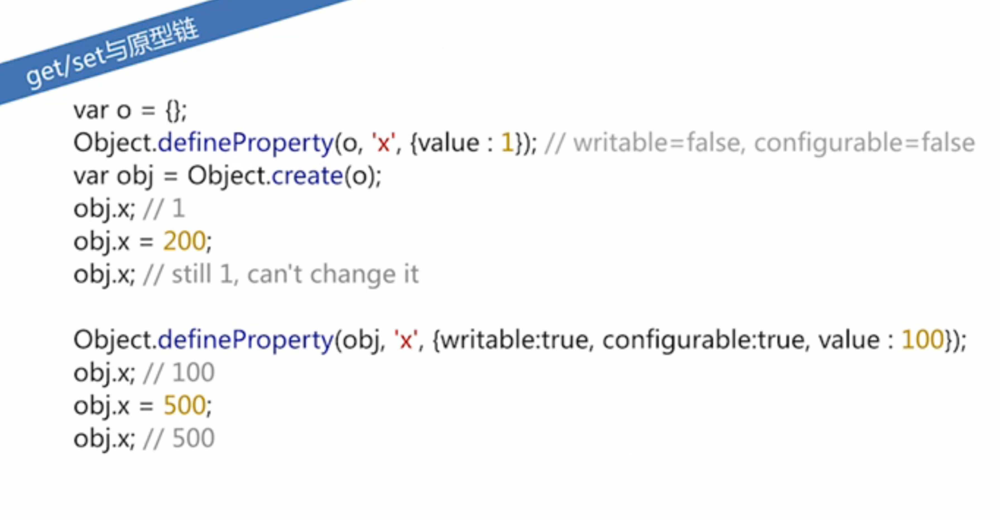 get/set与原型链
var o = {};
Object.defineProperty(o, 'x', {value : 1}); // writable=false, configurable=false
var obj = Object.create(o);
obj.x; // 1
obj.x = 200;
obj.x; // still 1, can't change it
Object.defineProperty(obj, 'x', {writable:true, configurable:true, value : 100});
obj.x; // 100
obj.x = 500;
obj.x; // 500